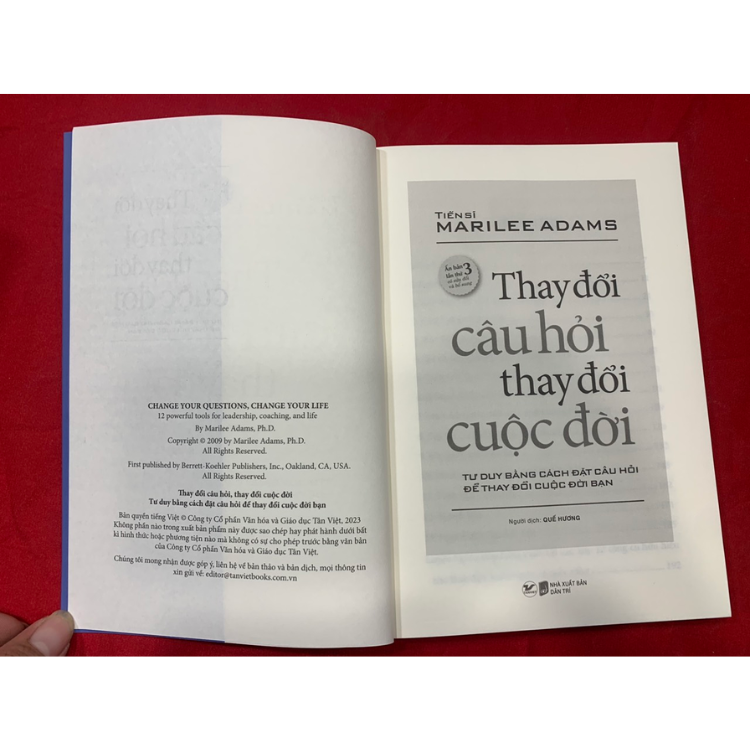 CHANGE YOUR QUESTIONS, CHANGE YOUR LIFE
12 powerful tools for leadership, coaching, and life
By Marilee Adams, Ph.D.
Copyright © 2009 by Marilee Adams, Ph.D.
All Rights Reserved.
First published by Berrett-Koehler Publishers, Inc., Oakland, CA, USA.
All Rights Reserved.
Thay đổi câu hỏi, thay đổi cuộc đời
Tư duy bằng cách đặt câu hỏi để thay đổi cuộc đời bạn
Bản quyền tiếng Việt © Công ty Cổ phần Văn hóa và Giáo dục Tân Việt, 2023
Không phần nào trong xuất bản phẩm này được sao chép hay phát hành dưới bất
kì hình thức hoặc phương tiện nào mà không có sự cho phép trước bằng văn bản
của Công ty Cổ phần Văn hóa và Giáo dục Tân Việt.
Chúng tôi mong nhận được góp ý, liên hệ về bản thảo và bản dịch, mọi thông tin
xin gửi về: editor@tanvietbooks.com.vn
TIẾN SĨ
MARILEE ADAMS
Ấn bản
lần thứ 3
có sửa đổi
và bổ sung
Thay đổi
câu hỏi
thay đổi
cuộc đời
TƯ DUY BẰNG CÁCH ĐẶT CÂU HỎI
ĐỂ THAY ĐỔI CUỘC ĐỜI BẠN
Người dịch: QUẾ HƯƠNG
NHÀ XUẤT BẢN
DÂN TRÍ